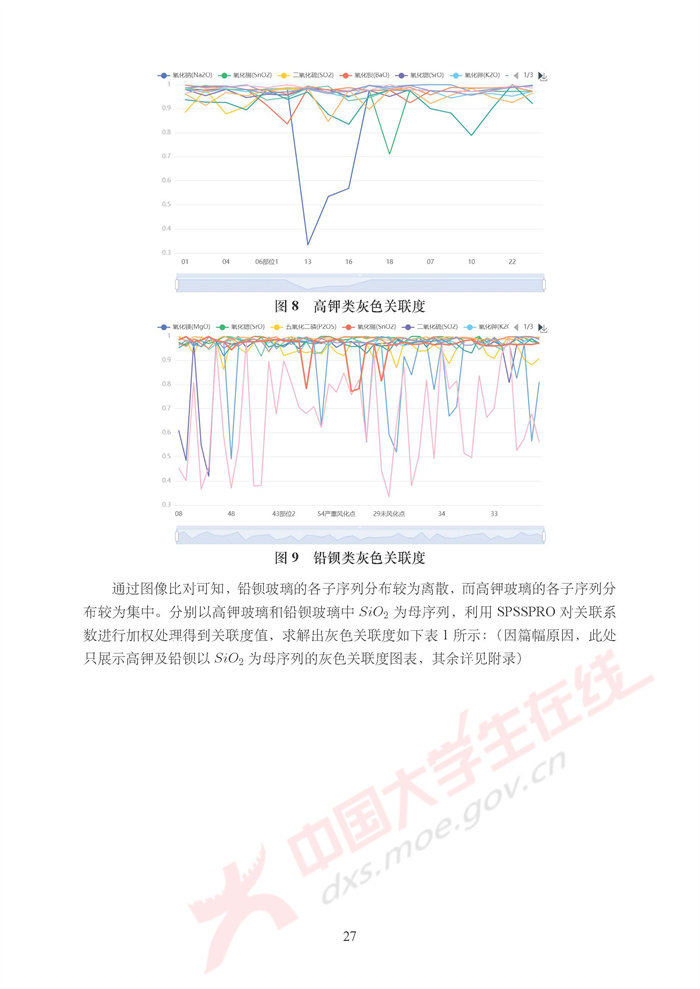 氧化钠(Na2O) 氧化锡(SnO2) 二氧化硫(SO2) 氧化钡(BaO) 氧化锶(SrO) 氧化钾(K2O) 1/3
1
0.9
0.8
0.7
0.6
0.5
0.4
0.3
01 04 06部位1 13 16 18 07 10 22
图 8 高钾类灰色关联度
氧化镁(MgO) 氧化锶(SrO) 五氧化二磷(P2O5) 氧化锡(SnO2) 二氧化硫(SO2) 氧化钾(K2O 1/3
1
0.9
0.8
0.7
0.6
0.5
0.4
0.3
08 48 43部位2 54严重风化点 29未风化点 34 33
图 9 铅钡类灰色关联度
通过图像比对可知，铅钡玻璃的各子序列分布较为离散，而高钾玻璃的各子序列分
布较为集中。分别以高钾玻璃和铅钡玻璃中 SiO2 为母序列，利用 SPSSPRO 对关联系
数进行加权处理得到关联度值，求解出灰色关联度如下表 1 所示：（因篇幅原因，此处
只展示高钾及铅钡以 SiO2 为母序列的灰色关联度图表，其余详见附录）
中国大学生在线
dxs.moe.gov.cn
27